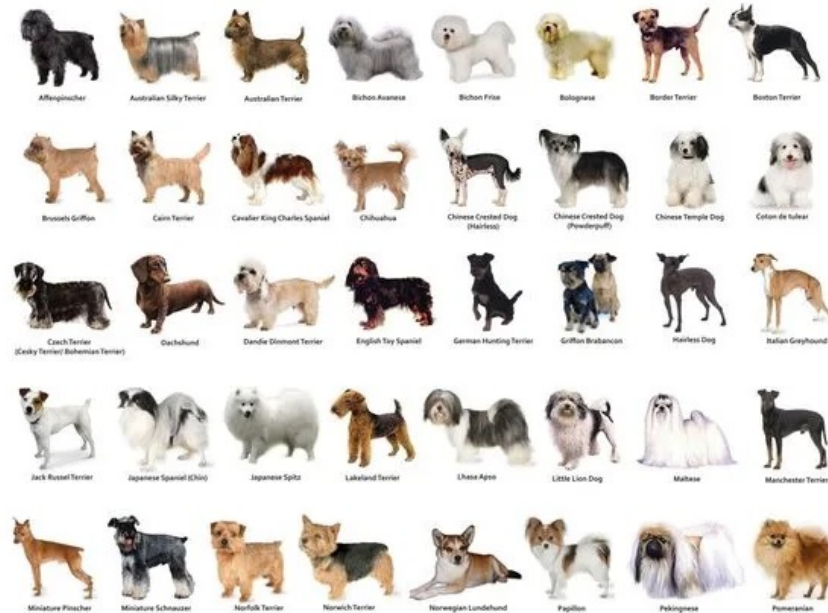 Affenpinscher
Australian Silky Terrier
Australian Terrier
Bichon Avanese
Bichon Frise
Bolognese
Border Terrier
Boxton Terrier
Brussels Griffon
Cairn Terrier
Cavalier King Charles Spaniel
Chihuahua
Chinese Crested Dog
(Hairless)
Chinese Crested Dog
(Powderpuff)
Chinese Temple Dog
Coton de tulear
Czech Terrier
(Cesky Terrier/ Bohemian Terrier)
Dachshund
Dandie Dinmont Terrier
English Toy Spaniel
German Hunting Terrier
Griffon Brabancon
Hairless Dog
Italian Greyhound
Jack Russel Terrier
Japanese Spaniel (Chin)
Japanese Spitz
Lakeland Terrier
Lhasa Apso
Little Lion Dog
Maltese
Manchester Terrier
Miniature Pinscher
Miniature Schnauzer
Norfolk Terrier
Norwich Terrier
Norwegian Lundehund
Papillon
Pekingnese
Pomeranian